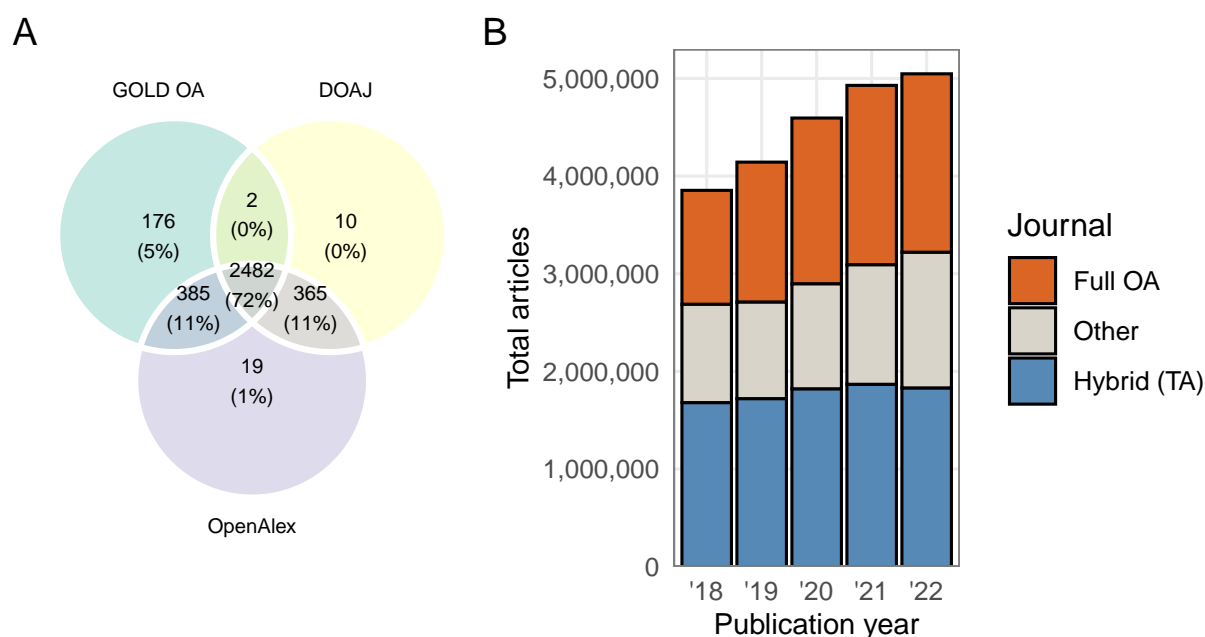 A
GOLD OA
DOAJ
2
(0%)
176
(5%)
10
(0%)
2482
(72%)
385
(11%)
365
(11%)
19
(1%)
OpenAlex
B
Total articles
5,000,000
4,000,000
3,000,000
2,000,000
1,000,000
0
'18 '19 '20 '21 '22
Publication year
Journal
Full OA
Other
Hybrid (TA)